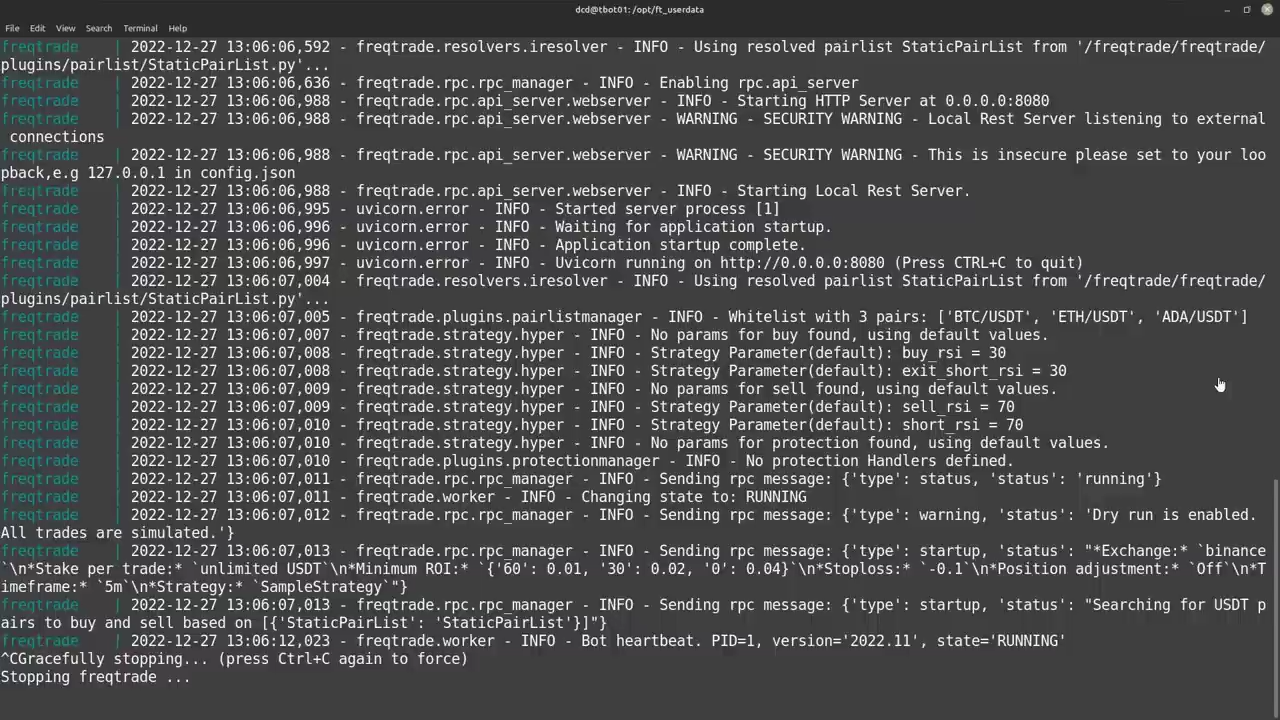 dcd@tbot01: /opt/ft_userdata
File Edit View Search Terminal Help
freqtrade | 2022-12-27 13:06:06,592 - freqtrade.resolvers.iresolver - INFO - Using resolved pairlist StaticPairList from '/freqtrade/freqtrade/
plugins/pairlist/StaticPairList.py'...
freqtrade | 2022-12-27 13:06:06,636 - freqtrade.rpc.rpc_manager - INFO - Enabling rpc.api_server
freqtrade | 2022-12-27 13:06:06,988 - freqtrade.rpc.api_server.webserver - INFO - Starting HTTP Server at 0.0.0.0:8080
freqtrade | 2022-12-27 13:06:06,988 - freqtrade.rpc.api_server.webserver - WARNING - SECURITY WARNING - Local Rest Server listening to external
 connections
freqtrade | 2022-12-27 13:06:06,988 - freqtrade.rpc.api_server.webserver - WARNING - SECURITY WARNING - This is insecure please set to your loo
pback,e.g 127.0.0.1 in config.json
freqtrade | 2022-12-27 13:06:06,988 - freqtrade.rpc.api_server.webserver - INFO - Starting Local Rest Server.
freqtrade | 2022-12-27 13:06:06,995 - uvicorn.error - INFO - Started server process [1]
freqtrade | 2022-12-27 13:06:06,996 - uvicorn.error - INFO - Waiting for application startup.
freqtrade | 2022-12-27 13:06:06,996 - uvicorn.error - INFO - Application startup complete.
freqtrade | 2022-12-27 13:06:06,997 - uvicorn.error - INFO - Uvicorn running on http://0.0.0.0:8080 (Press CTRL+C to quit)
freqtrade | 2022-12-27 13:06:07,004 - freqtrade.resolvers.iresolver - INFO - Using resolved pairlist StaticPairList from '/freqtrade/freqtrade/
plugins/pairlist/StaticPairList.py'...
freqtrade | 2022-12-27 13:06:07,005 - freqtrade.plugins.pairlistmanager - INFO - Whitelist with 3 pairs: ['BTC/USDT', 'ETH/USDT', 'ADA/USDT']
freqtrade | 2022-12-27 13:06:07,007 - freqtrade.strategy.hyper - INFO - No params for buy found, using default values.
freqtrade | 2022-12-27 13:06:07,008 - freqtrade.strategy.hyper - INFO - Strategy Parameter(default): buy_rsi = 30
freqtrade | 2022-12-27 13:06:07,008 - freqtrade.strategy.hyper - INFO - Strategy Parameter(default): exit_short_rsi = 30
freqtrade | 2022-12-27 13:06:07,009 - freqtrade.strategy.hyper - INFO - No params for sell found, using default values.
freqtrade | 2022-12-27 13:06:07,009 - freqtrade.strategy.hyper - INFO - Strategy Parameter(default): sell_rsi = 70
freqtrade | 2022-12-27 13:06:07,010 - freqtrade.strategy.hyper - INFO - Strategy Parameter(default): short_rsi = 70
freqtrade | 2022-12-27 13:06:07,010 - freqtrade.strategy.hyper - INFO - No params for protection found, using default values.
freqtrade | 2022-12-27 13:06:07,010 - freqtrade.plugins.protectionmanager - INFO - No protection Handlers defined.
freqtrade | 2022-12-27 13:06:07,011 - freqtrade.rpc.rpc_manager - INFO - Sending rpc message: {'type': status, 'status': 'running'}
freqtrade | 2022-12-27 13:06:07,011 - freqtrade.worker - INFO - Changing state to: RUNNING
freqtrade | 2022-12-27 13:06:07,012 - freqtrade.rpc.rpc_manager - INFO - Sending rpc message: {'type': warning, 'status': 'Dry run is enabled.
All trades are simulated.'}
freqtrade | 2022-12-27 13:06:07,013 - freqtrade.rpc.rpc_manager - INFO - Sending rpc message: {'type': startup, 'status': "*Exchange:* `binance
`\n*Stake per trade:* `unlimited USDT`\n*Minimum ROI:* `{'60': 0.01, '30': 0.02, '0': 0.04}`\n*Stoploss:* `-0.1`\n*Position adjustment:* `Off`\n*T
imeframe:* `5m`\n*Strategy:* `SampleStrategy`"}
freqtrade | 2022-12-27 13:06:07,013 - freqtrade.rpc.rpc_manager - INFO - Sending rpc message: {'type': startup, 'status': "Searching for USDT p
airs to buy and sell based on [{'StaticPairList': 'StaticPairList'}]"}
freqtrade | 2022-12-27 13:06:12,023 - freqtrade.worker - INFO - Bot heartbeat. PID=1, version='2022.11', state='RUNNING'
^CGracefully stopping... (press Ctrl+C again to force)
Stopping freqtrade ...